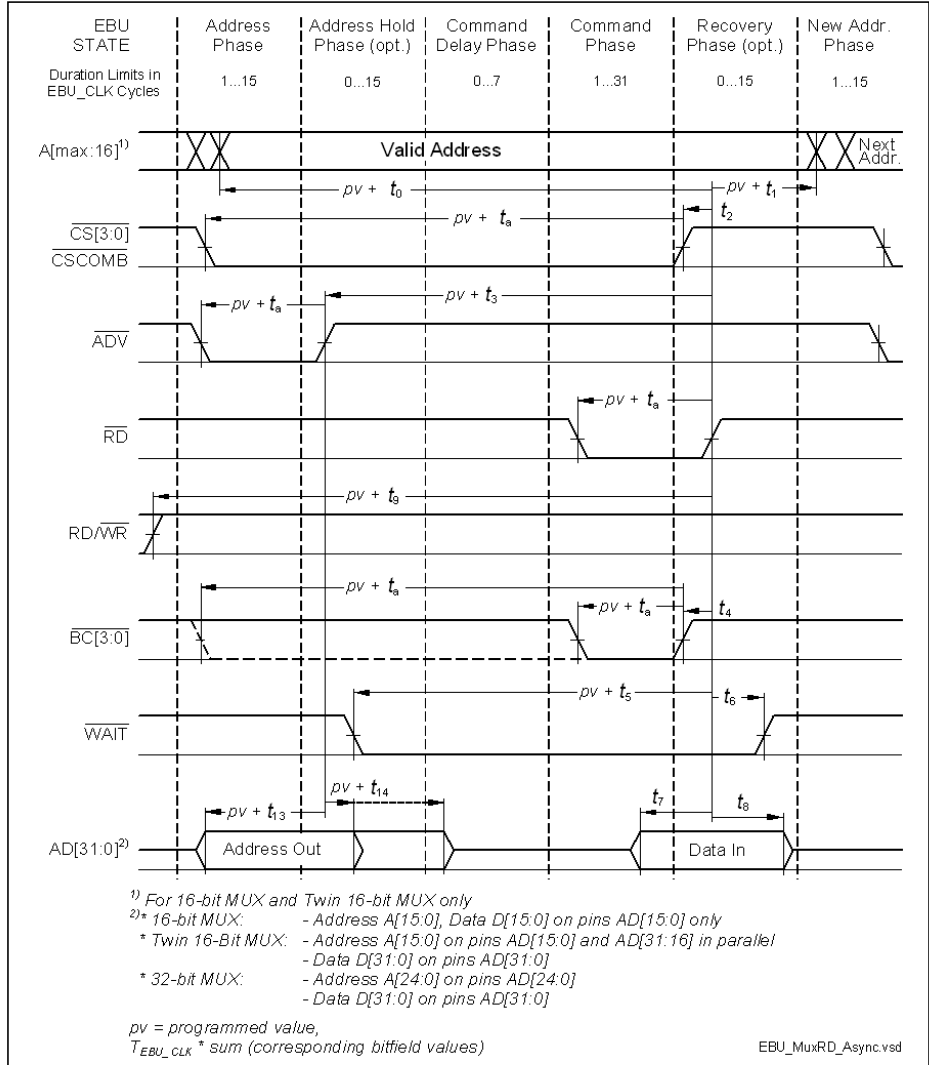 EBU STATE
Address Phase
Address Hold Phase (opt.)
Command Delay Phase
Command Phase
Recovery Phase (opt.)
New Addr. Phase
Duration Limits in EBU_CLK Cycles
1...15
0...15
0...7
1...31
0...15
1...15
A[max:16]1)
Valid Address
Next Addr.
pv + t0
pv + t1
pv + ta
t2
CS[3:0]
CSCOMB
pv + ta
pv + t3
ADV
pv + ta
RD
pv + t9
RD/WR
pv + ta
pv + ta
t4
BC[3:0]
pv + t5
t6
WAIT
pv + t14
pv + t13
t7
t8
AD[31:0]2)
Address Out
Data In
1) For 16-bit MUX and Twin 16-bit MUX only
2)* 16-bit MUX: - Address A[15:0], Data D[15:0] on pins AD[15:0] only
* Twin 16-Bit MUX: - Address A[15:0] on pins AD[15:0] and AD[31:16] in parallel
- Data D[31:0] on pins AD[31:0]
* 32-bit MUX: - Address A[24:0] on pins AD[24:0]
- Data D[31:0] on pins AD[31:0]
pv = programmed value,
TEBU_CLK * sum (corresponding bitfield values)
EBU_MuxRD_Async.vsd